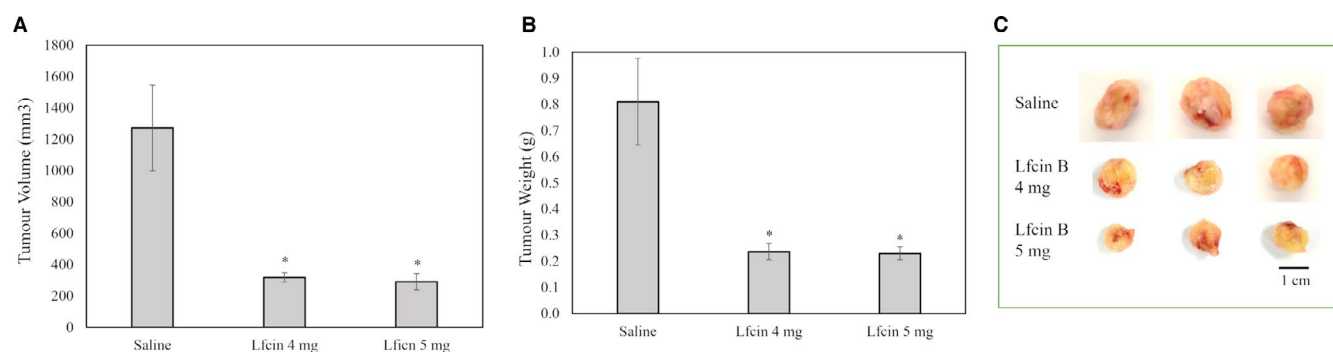 A
Tumour Volume (mm3)
1800
1600
1400
1200
1000
800
600
400
200
0
*
*
Saline
Lfcin 4 mg
Lficn 5 mg
B
Tumour Weight (g)
1.0
0.9
0.8
0.7
0.6
0.5
0.4
0.3
0.2
0.1
0.0
*
*
Saline
Lfcin 4 mg
Lfcin 5 mg
C
Saline
Lfcin B
4 mg
Lfcin B
5 mg
1 cm